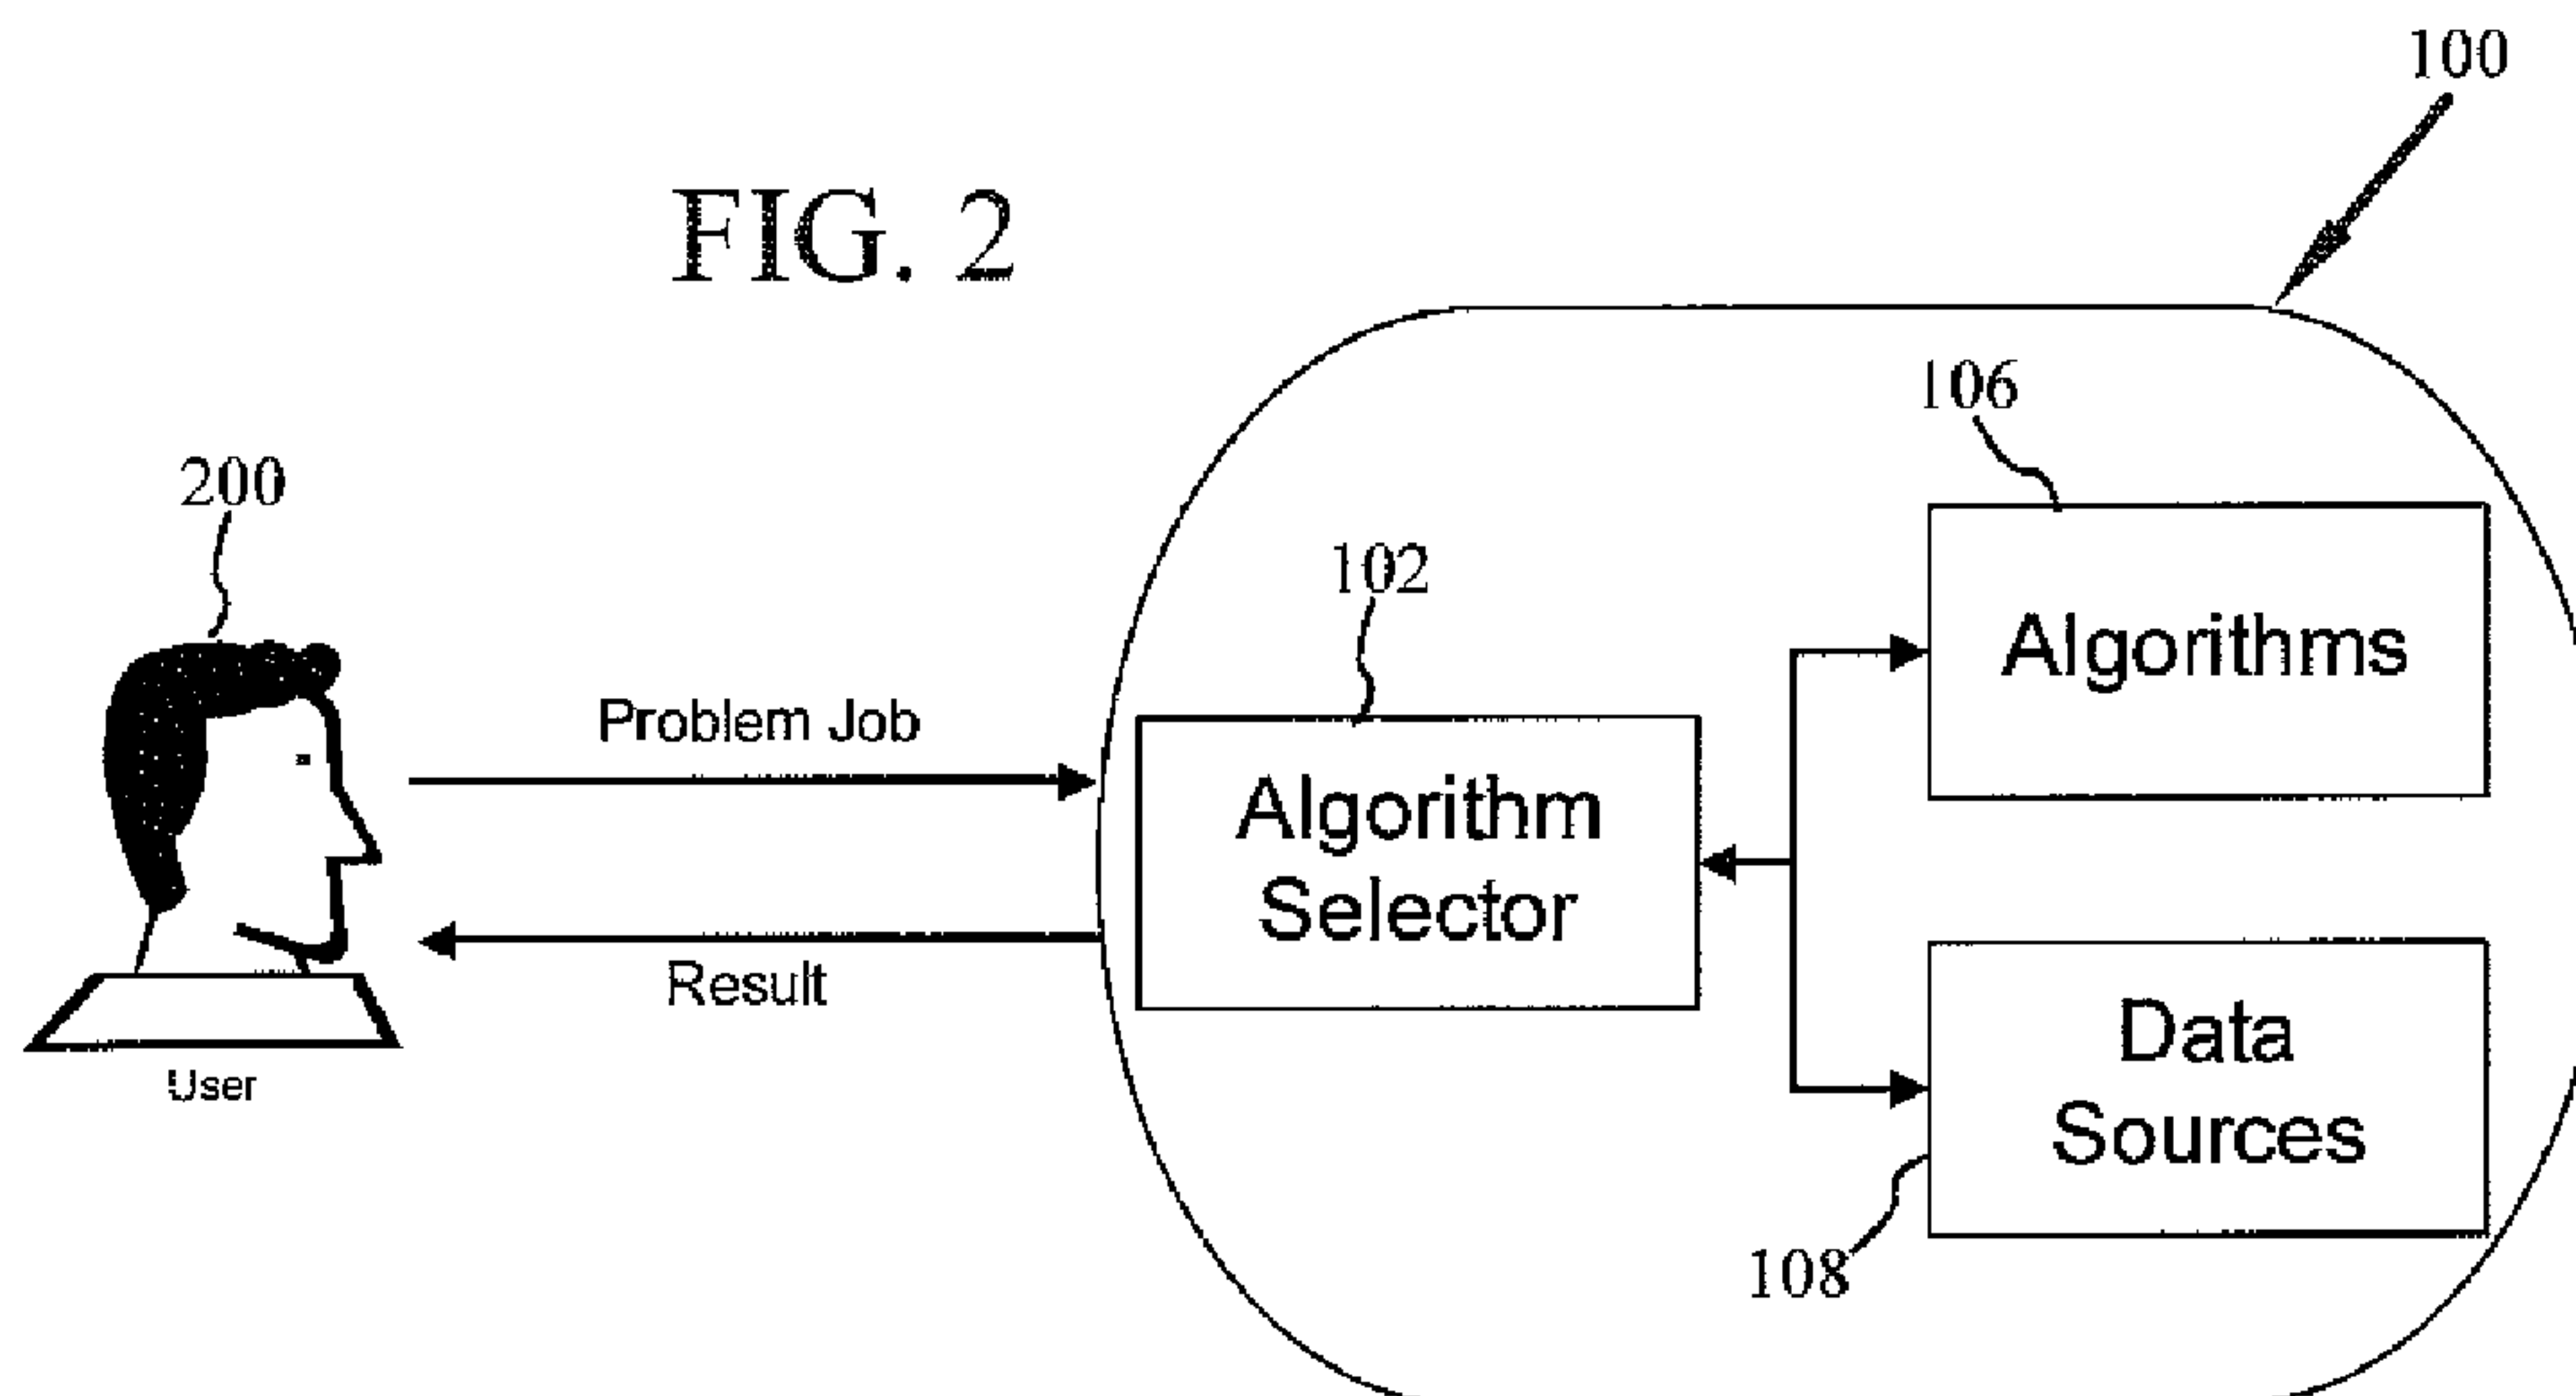 100
FIG. 2
106
200
102
Algorithms
Problem Job
Algorithm
Selector
Result
Data
Sources
User
108